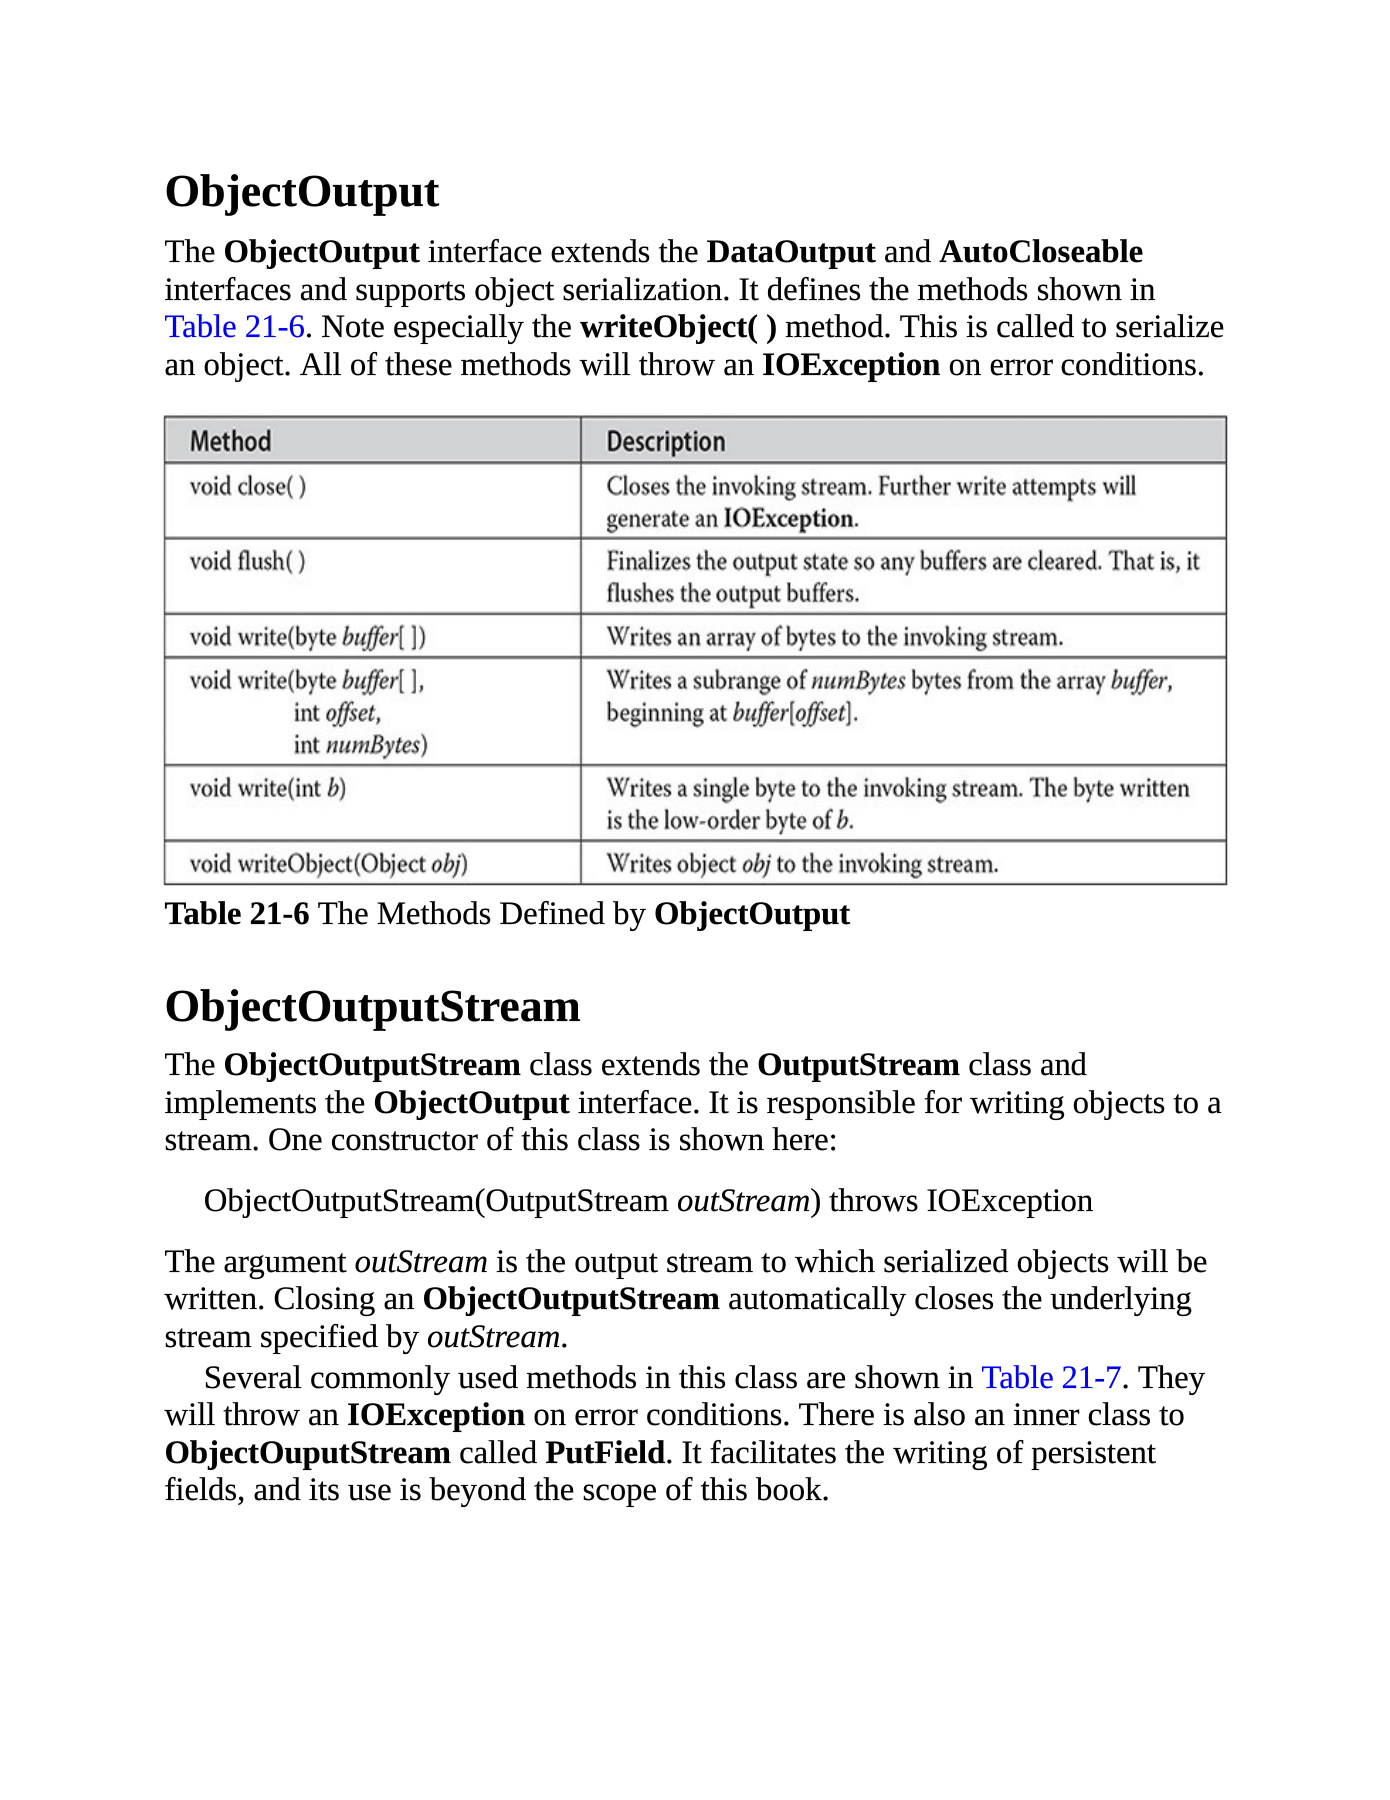 ObjectOutput
The ObjectOutput interface extends the DataOutput and AutoCloseable
interfaces and supports object serialization. It defines the methods shown in
Table 21-6. Note especially the writeObject( ) method. This is called to serialize
an object. All of these methods will throw an IOException on error conditions.
Method Description
void close( ) Closes the invoking stream. Further write attempts will
generate an IOException.
void flush( ) Finalizes the output state so any buffers are cleared. That is, it
flushes the output buffers.
void write(byte buffer[ ]) Writes an array of bytes to the invoking stream.
void write(byte buffer[ ], Writes a subrange of numBytes bytes from the array buffer,
int offset, beginning at buffer[offset].
int numBytes)
void write(int b) Writes a single byte to the invoking stream. The byte written
is the low-order byte of b.
void writeObject(Object obj) Writes object obj to the invoking stream.
Table 21-6 The Methods Defined by ObjectOutput
ObjectOutputStream
The ObjectOutputStream class extends the OutputStream class and
implements the ObjectOutput interface. It is responsible for writing objects to a
stream. One constructor of this class is shown here:
ObjectOutputStream(OutputStream outStream) throws IOException
The argument outStream is the output stream to which serialized objects will be
written. Closing an ObjectOutputStream automatically closes the underlying
stream specified by outStream.
Several commonly used methods in this class are shown in Table 21-7. They
will throw an IOException on error conditions. There is also an inner class to
ObjectOuputStream called PutField. It facilitates the writing of persistent
fields, and its use is beyond the scope of this book.